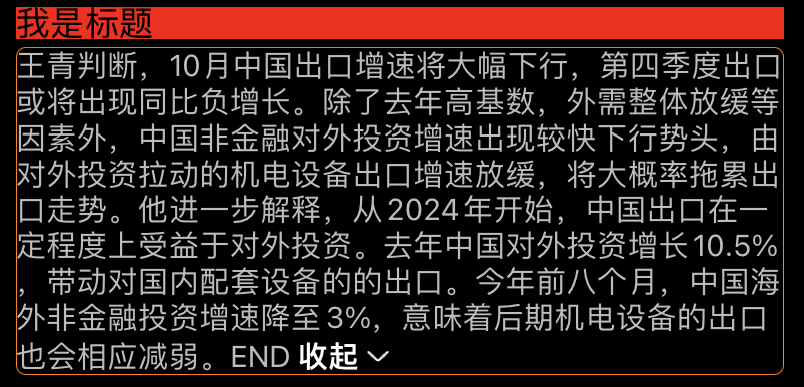 我是标题
王青判断，10月中国出口增速将大幅下行，第四季度出口
或将出现同比负增长。除了去年高基数，外需整体放缓等
因素外，中国非金融对外投资增速出现较快下行势头，由
对外投资拉动的机电设备出口增速放缓，将大概率拖累出
口走势。他进一步解释，从2024年开始，中国出口在一
定程度上受益于对外投资。去年中国对外投资增长10.5%
，带动对国内配套设备的的出口。今年前八个月，中国海
外非金融投资增速降至3%，意味着后期机电设备的出口
也会相应减弱。END 收起